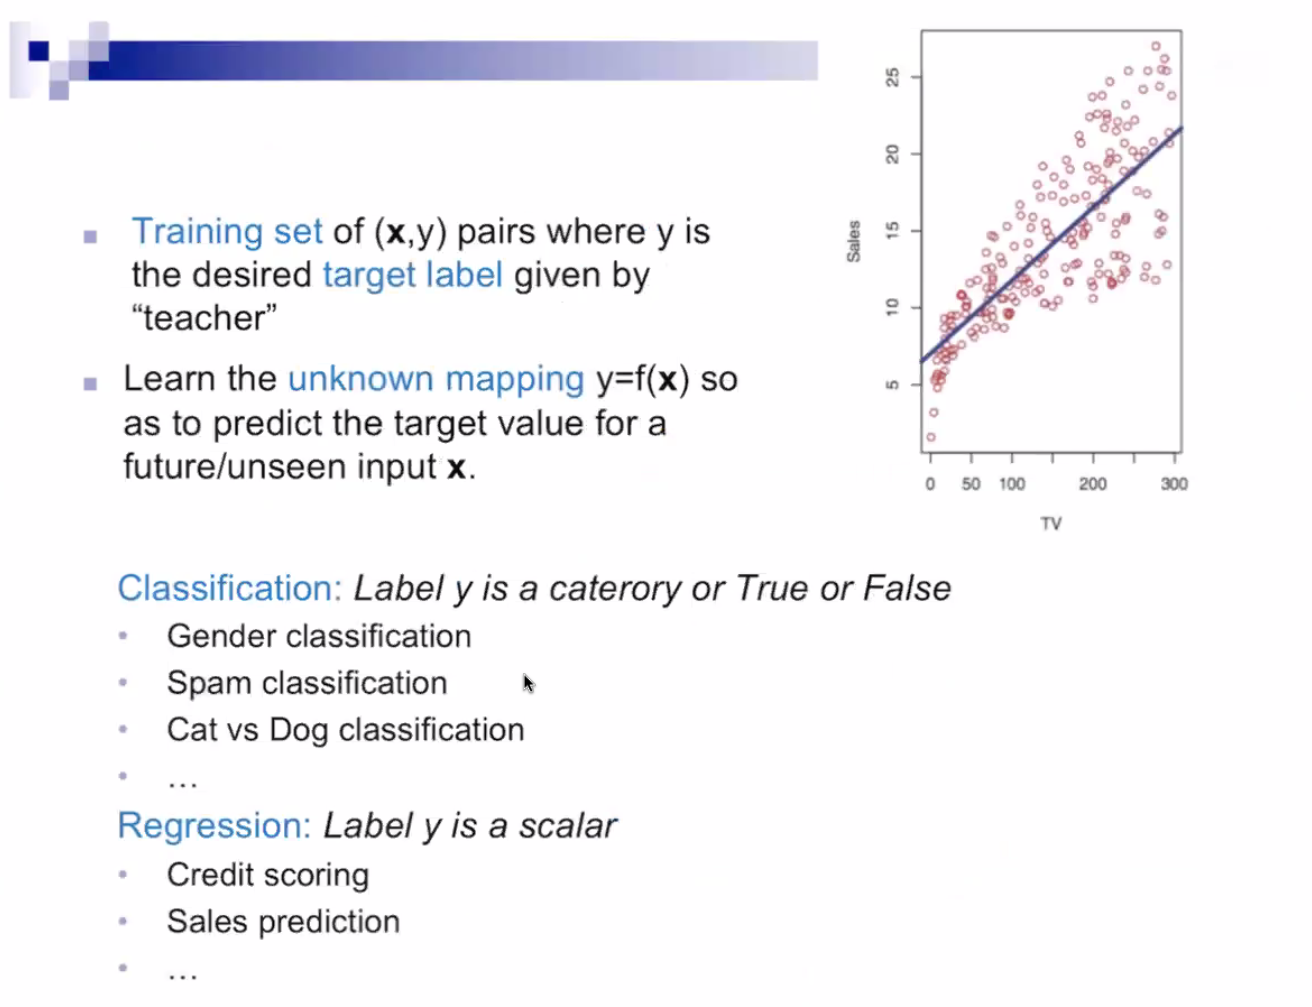 Training set of (x,y) pairs where y is
the desired target label given by
“teacher”
Learn the unknown mapping y=f(x) so
as to predict the target value for a
future/unseen input x.
Sales
25
20
15
10
5
0 50 100 200 300
TV
Classification: Label y is a caterory or True or False
Gender classification
Spam classification
Cat vs Dog classification
…
Regression: Label y is a scalar
Credit scoring
Sales prediction
…